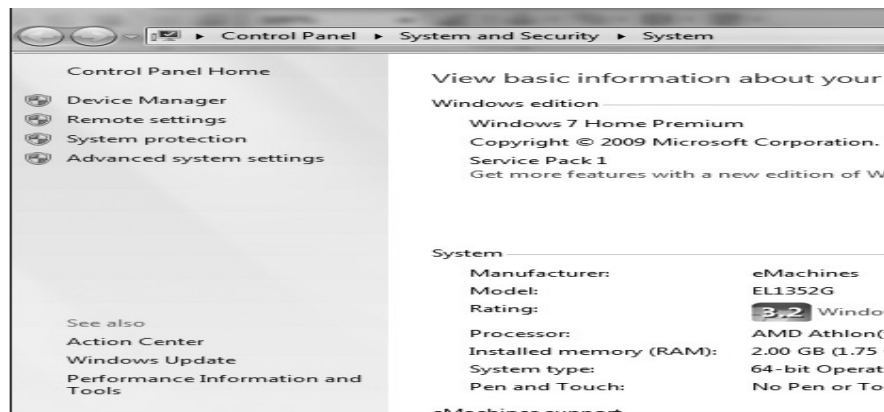 Control Panel ▸ System and Security ▸ System
Control Panel Home
Device Manager
Remote settings
System protection
Advanced system settings
See also
Action Center
Windows Update
Performance Information and
Tools
View basic information about your
Windows edition
Windows 7 Home Premium
Copyright © 2009 Microsoft Corporation.
Service Pack 1
Get more features with a new edition of W
System
Manufacturer: eMachines
Model: EL1352G
Rating: 3.2 Windo
Processor: AMD Athlon(
Installed memory (RAM): 2.00 GB (1.75
System type: 64-bit Operat
Pen and Touch: No Pen or To
eMachines support